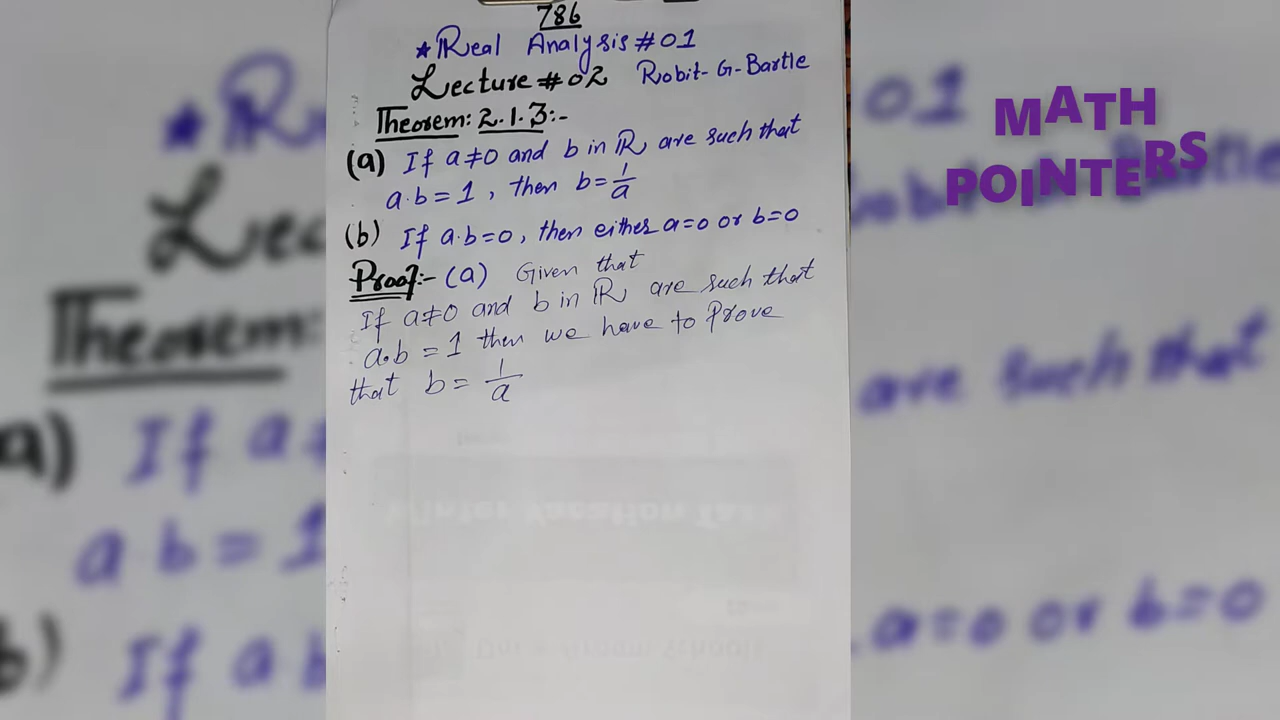 786
★ Real Analysis # 01
Lecture # 02 Robit-G-Bartle
Theorem: 2.1.3:-
(a) If a≠0 and b in ℝ are such that
a.b = 1, then b = 1/a
(b) If a.b=0, then either a=0 or b=0
Proof:- (a) Given that
If a≠0 and b in ℝ are such that
a.b = 1 then we have to Prove
that b = 1/a
MATH
POINTERS